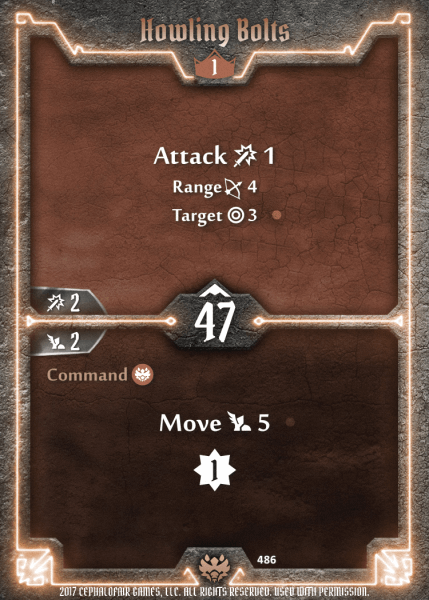 Howling Bolts
1
Attack 1
Range 4
Target 3
2
47
2
Command
Move 5
1
486
2017 CEPHALOFAIR GAMES, LLC. ALL RIGHTS RESERVED. USED WITH PERMISSION.